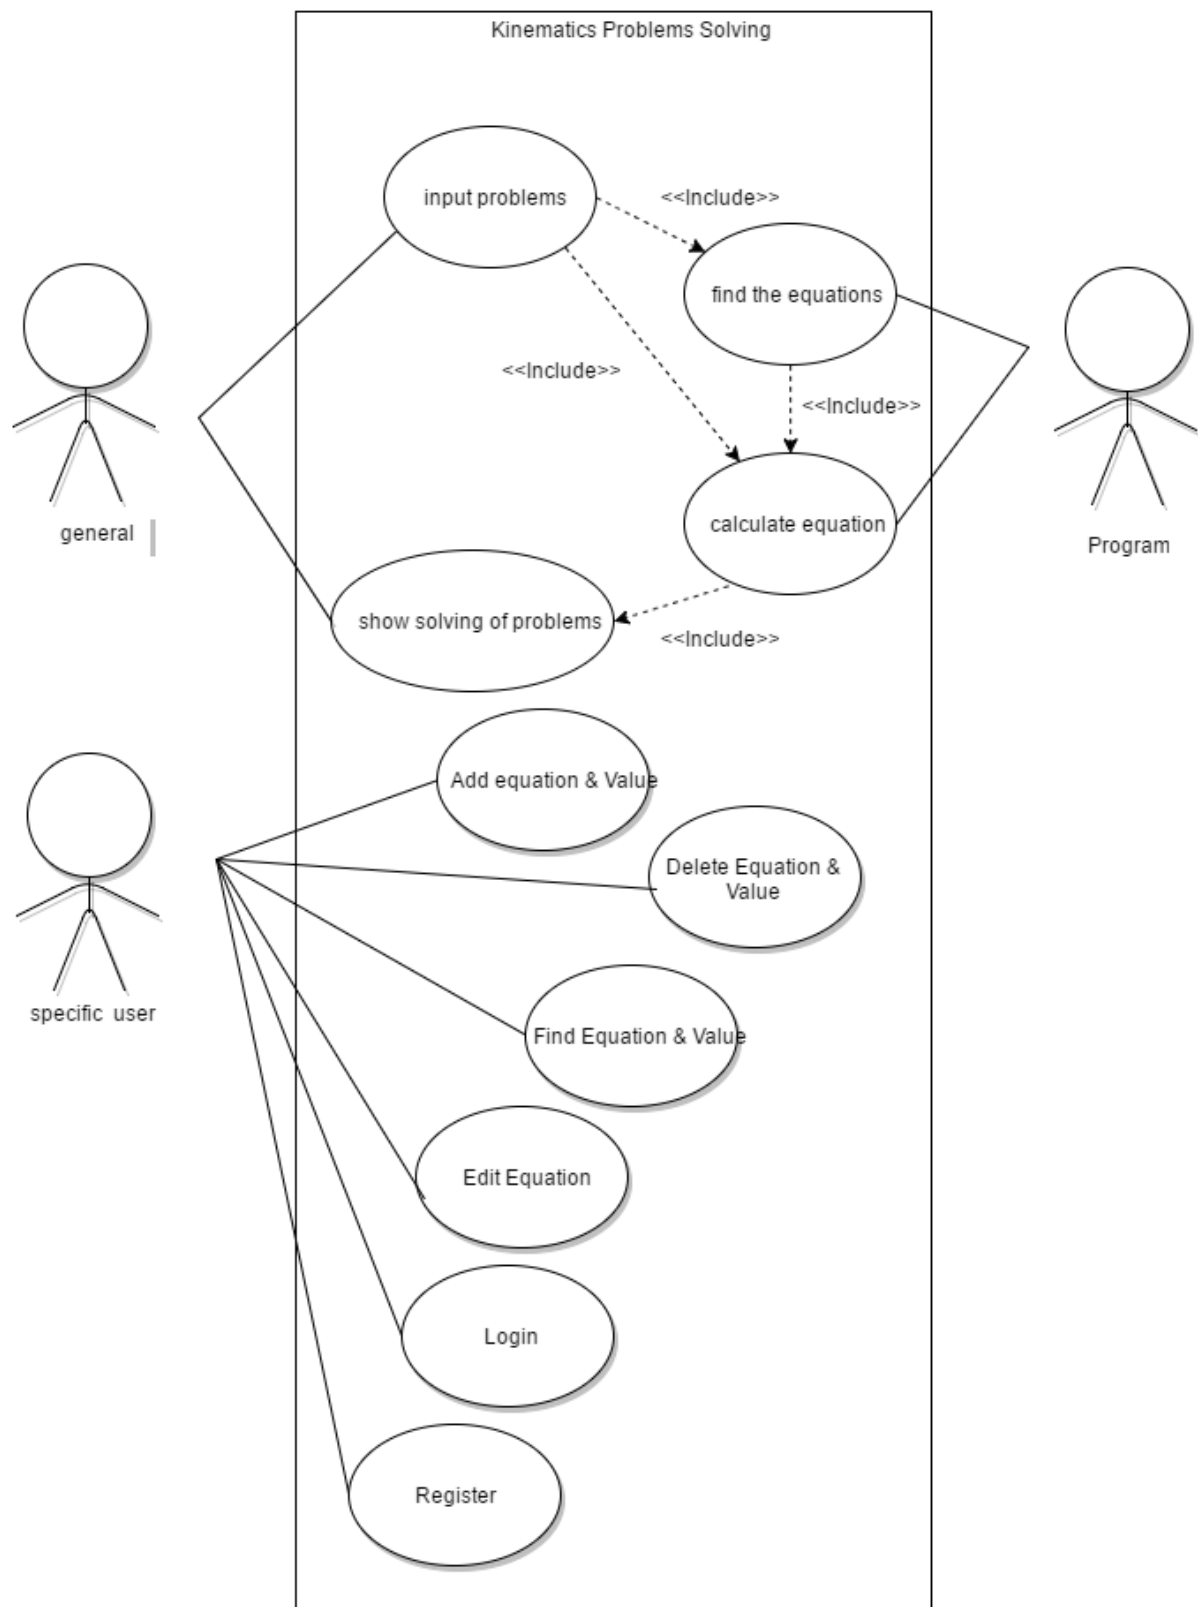 Kinematics Problems Solving
input problems
<<Include>>
find the equations
<<Include>>
<<Include>>
calculate equation
general
Program
show solving of problems
<<Include>>
Add equation & Value
Delete Equation &
Value
specific user
Find Equation & Value
Edit Equation
Login
Register